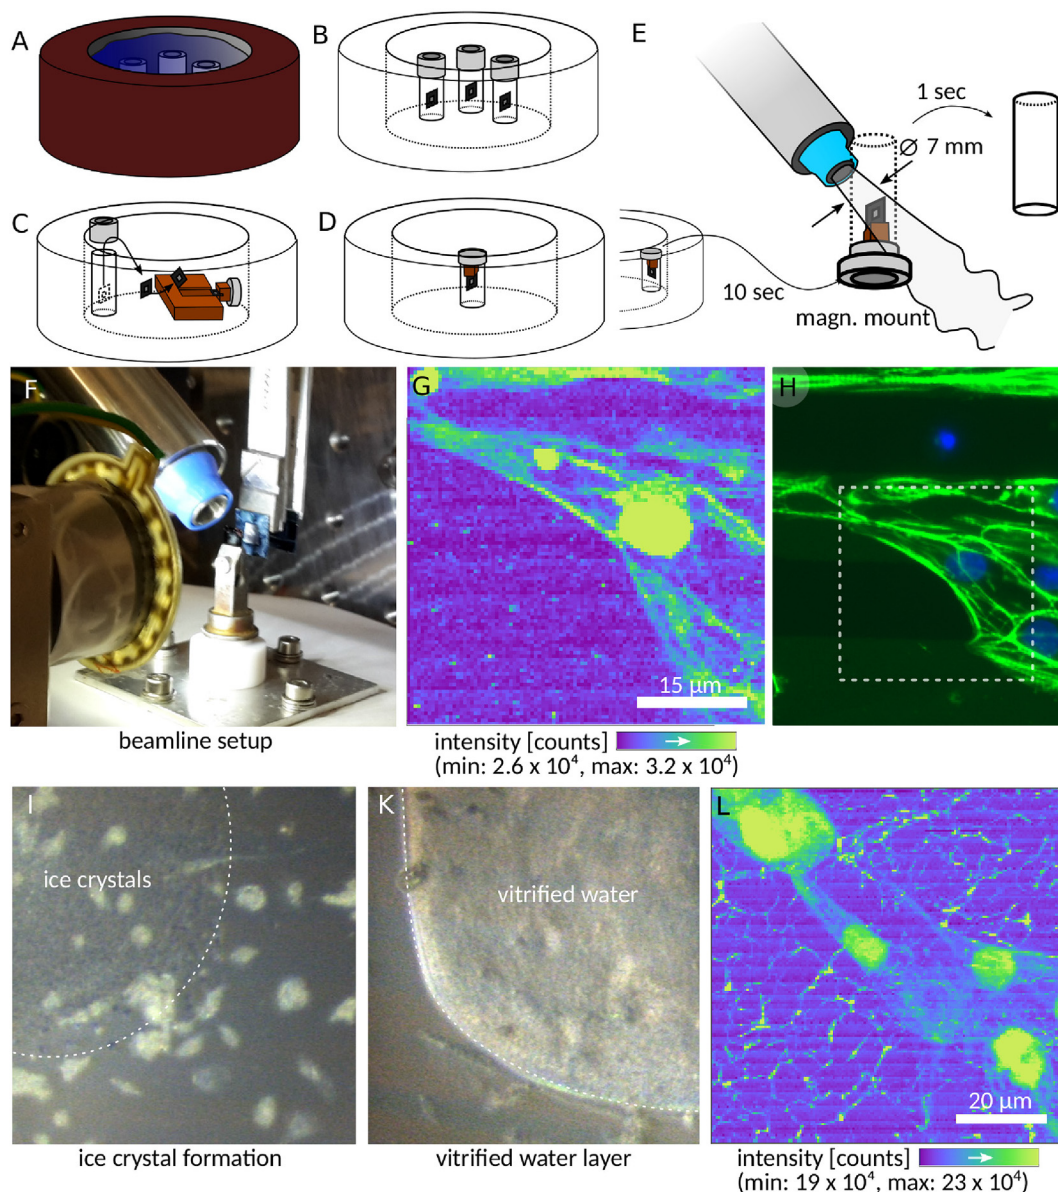 A
B
E
1 sec
∅ 7 mm
C
D
10 sec
magn. mount
F
G
H
15 μm
beamline setup
intensity [counts]
(min: 2.6 x 10⁴, max: 3.2 x 10⁴)
I
K
L
ice crystals
vitrified water
20 μm
ice crystal formation
vitrified water layer
intensity [counts]
(min: 19 x 10⁴, max: 23 x 10⁴)